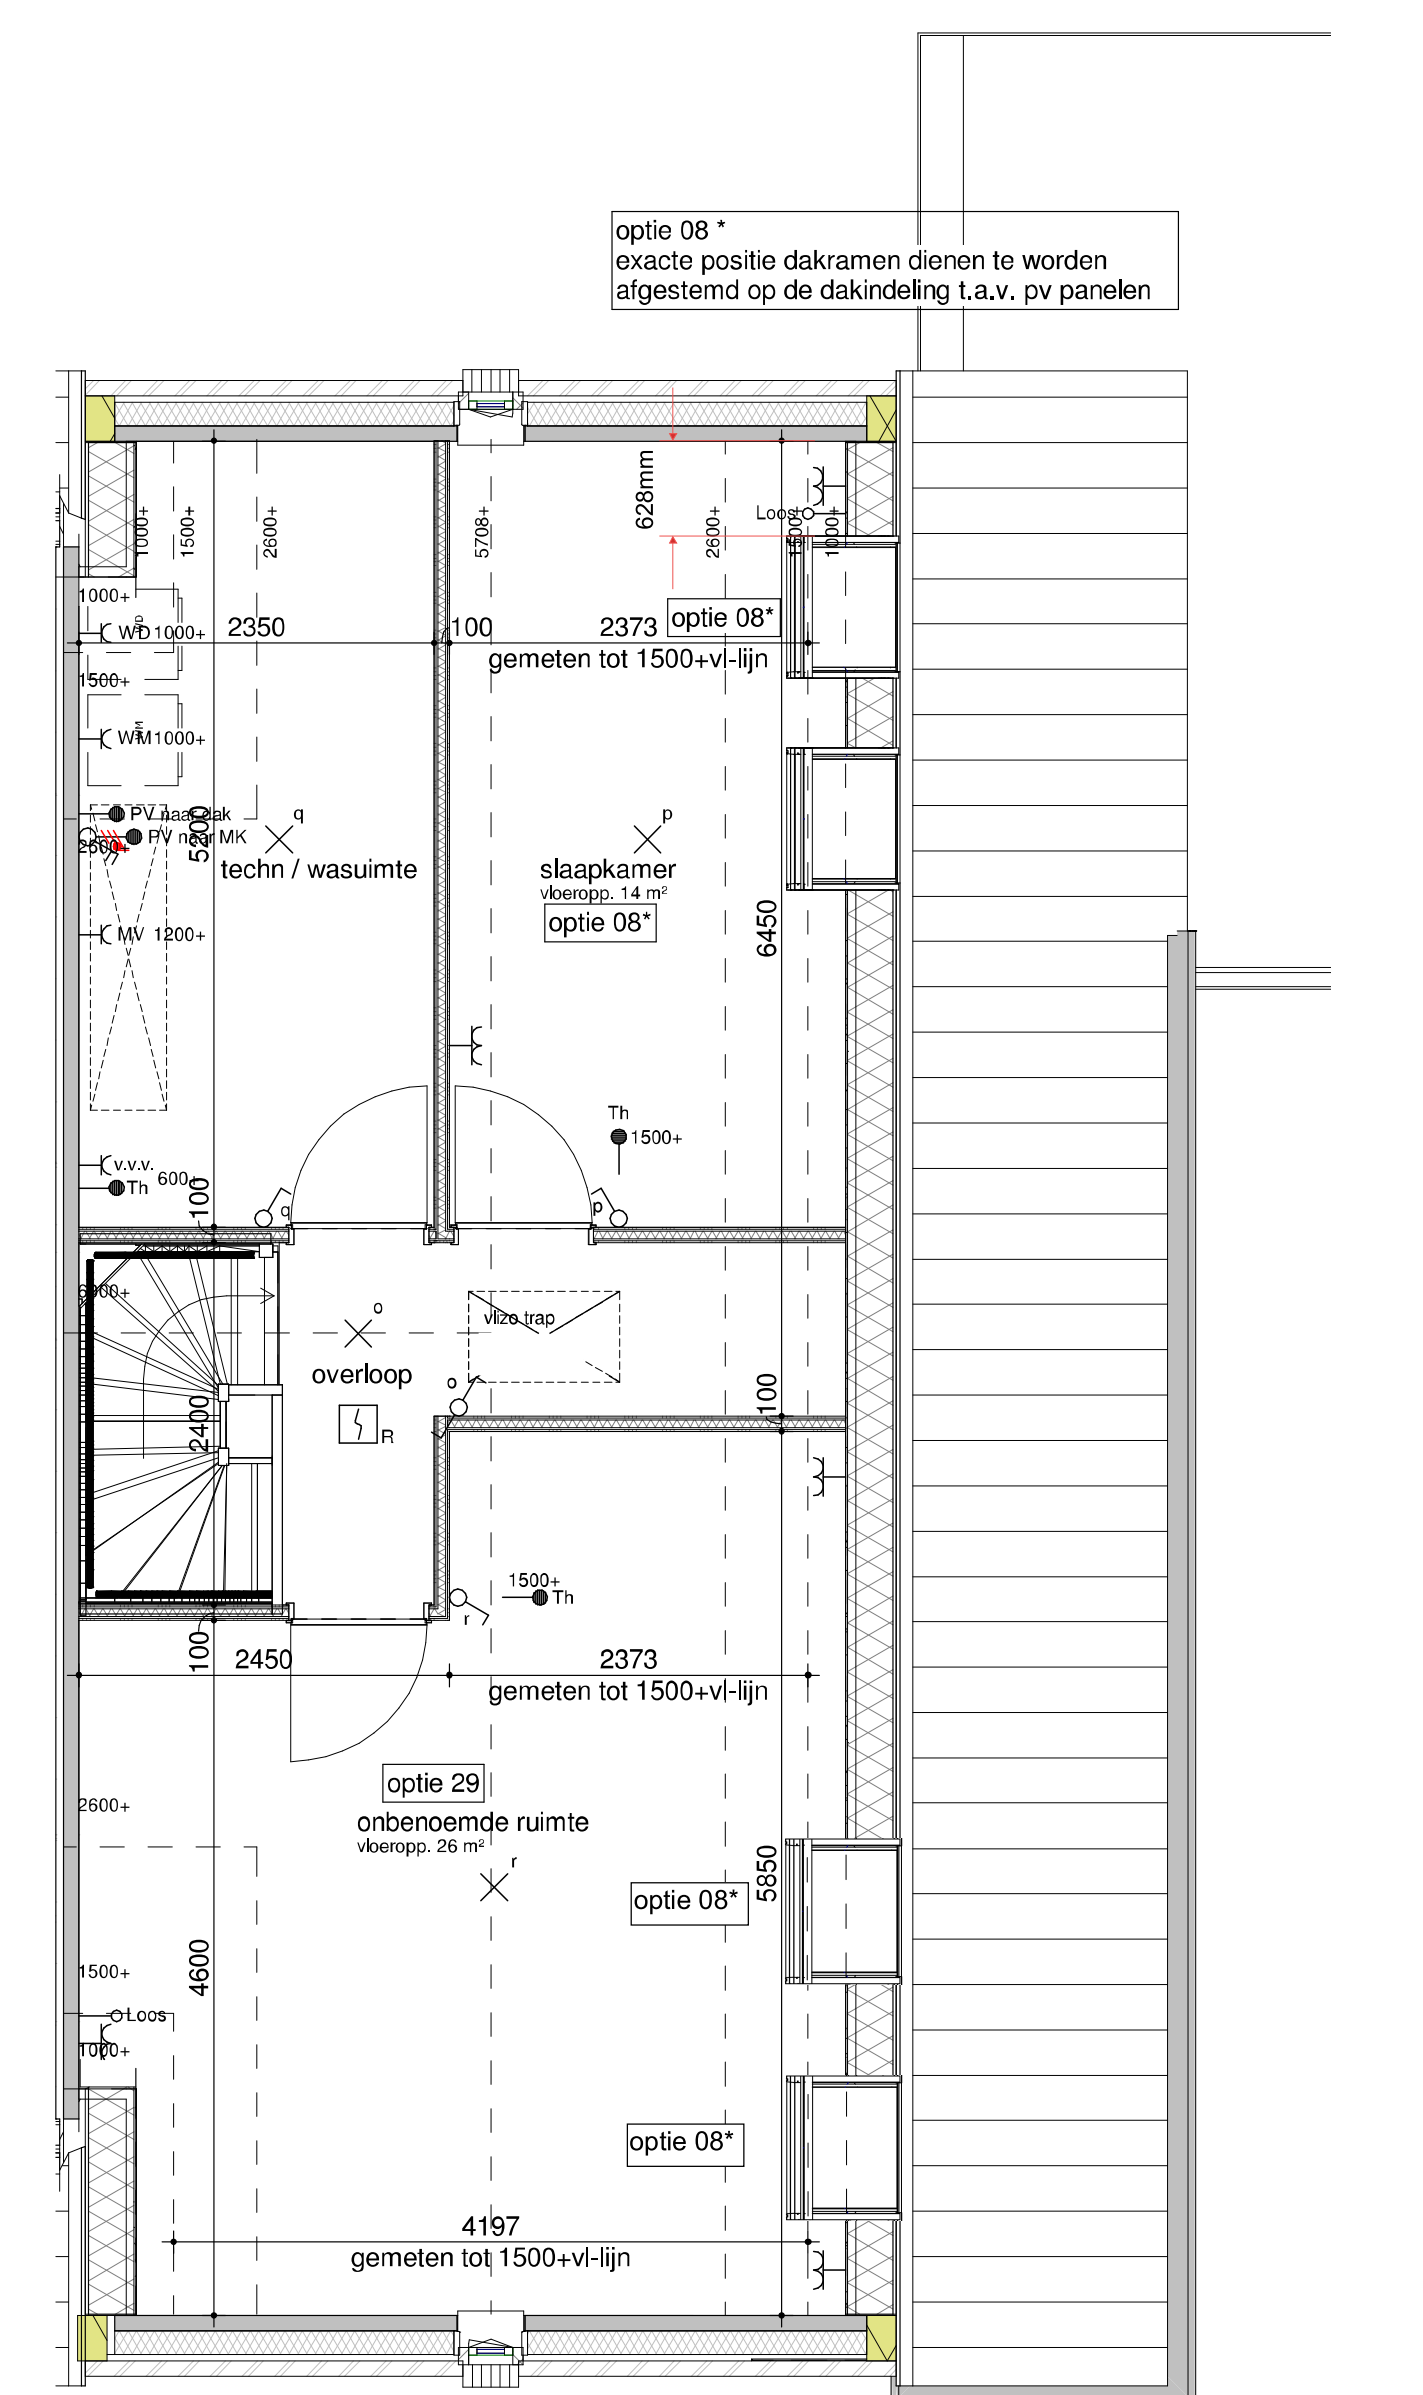 optie 08 *
exacte positie dakramen dienen te worden
afgestemd op de dakindeling t.a.v. pv panelen
628mm
1000+
1500+
2600+
5708+
2600+
1500+
1000+
Loos
1000+
WD
WD 1000+
2350
100
2373
optie 08*
gemeten tot 1500+vl-lijn
1500+
WM
WM 1000+
PV naar dak
PV naar MK
2600+
5200
q
techn / wasuimte
p
slaapkamer
vloeropp. 14 m²
optie 08*
6450
MV 1200+
Th
1500+
v.v.v.
600+
Th
100
q
p
6000+
o
vlizo trap
overloop
o
R
2400
100
1500+
Th
r
100
2450
2373
gemeten tot 1500+vl-lijn
optie 29
onbenoemde ruimte
vloeropp. 26 m²
2600+
r
optie 08*
5850
4600
1500+
Loos
1000+
optie 08*
4197
gemeten tot 1500+vl-lijn